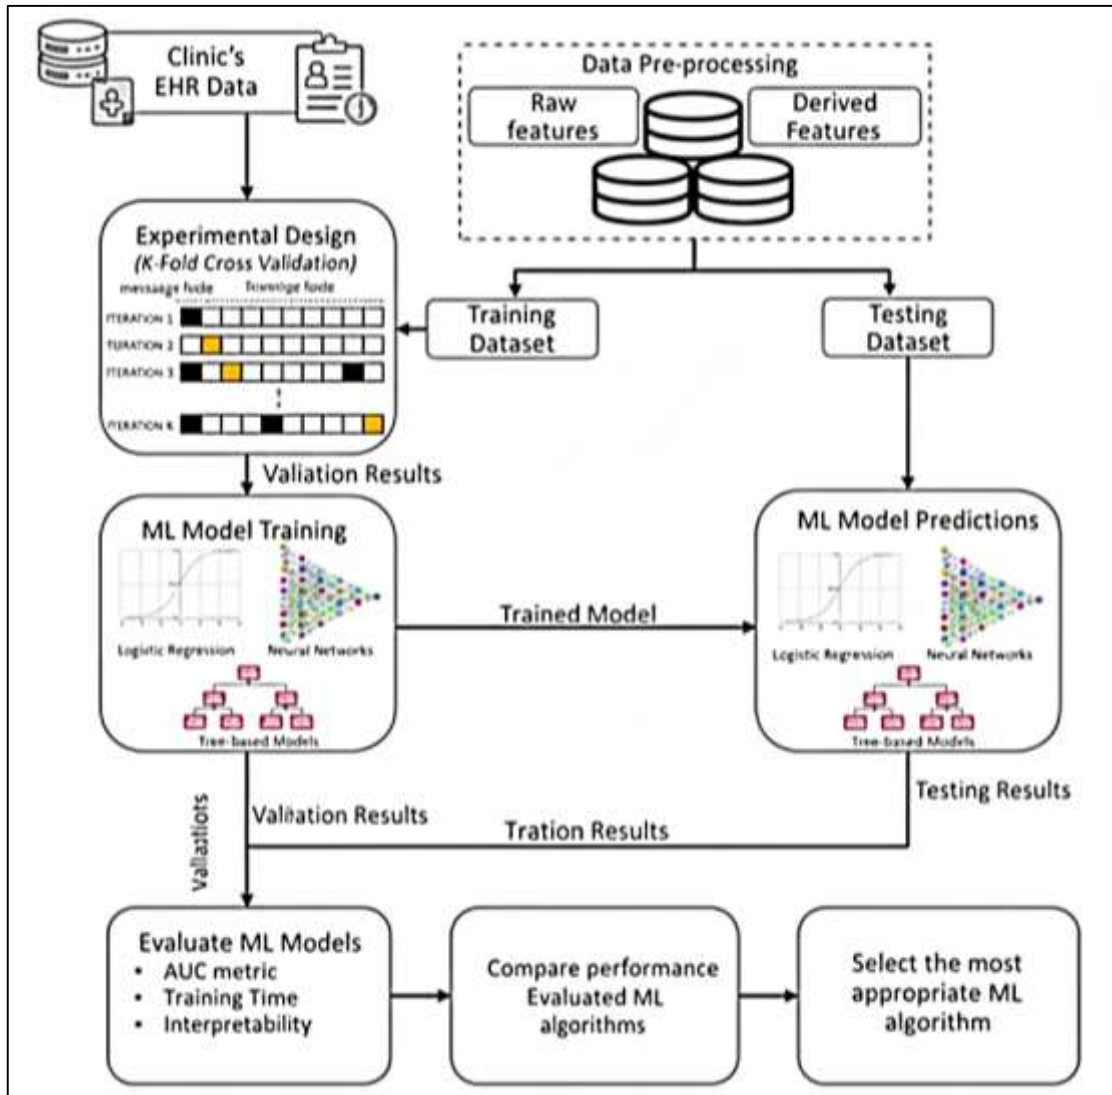 Clinic's
EHR Data
Data Pre-processing
Raw
features
Derived
Features
Experimental Design
(K-Fold Cross Validation)
ITERATION 1
ITERATION 2
ITERATION 3
ITERATION K
Training
Dataset
Testing
Dataset
Valiation Results
ML Model Training
Logistic Regression
Neural Networks
Tree-based Models
Trained Model
ML Model Predictions
Logistic Regression
Neural Networks
Tree-based Models
Valiation Results
Tration Results
Testing Results
Evaluate ML Models
• AUC metric
• Training Time
• Interpretability
Compare performance
Evaluated ML
algorithms
Select the most
appropriate ML
algorithm